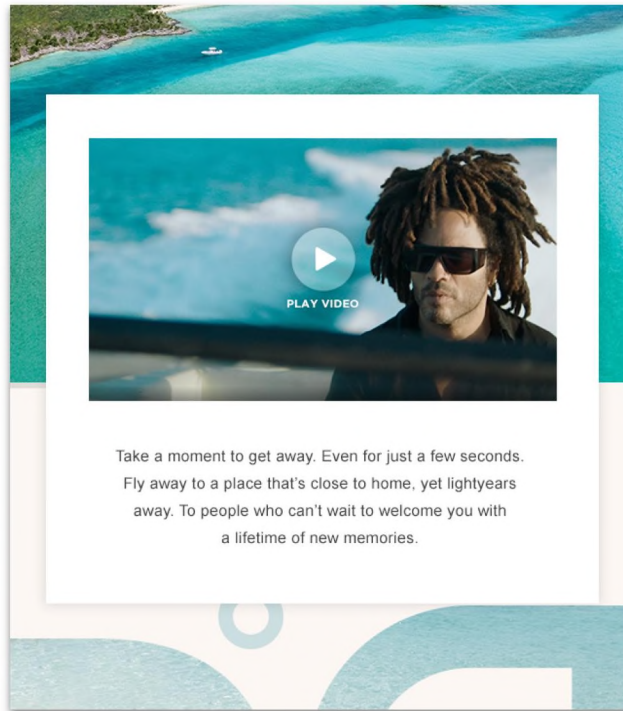 PLAY VIDEO
Take a moment to get away. Even for just a few seconds.
Fly away to a place that’s close to home, yet lightyears
away. To people who can’t wait to welcome you with
a lifetime of new memories.